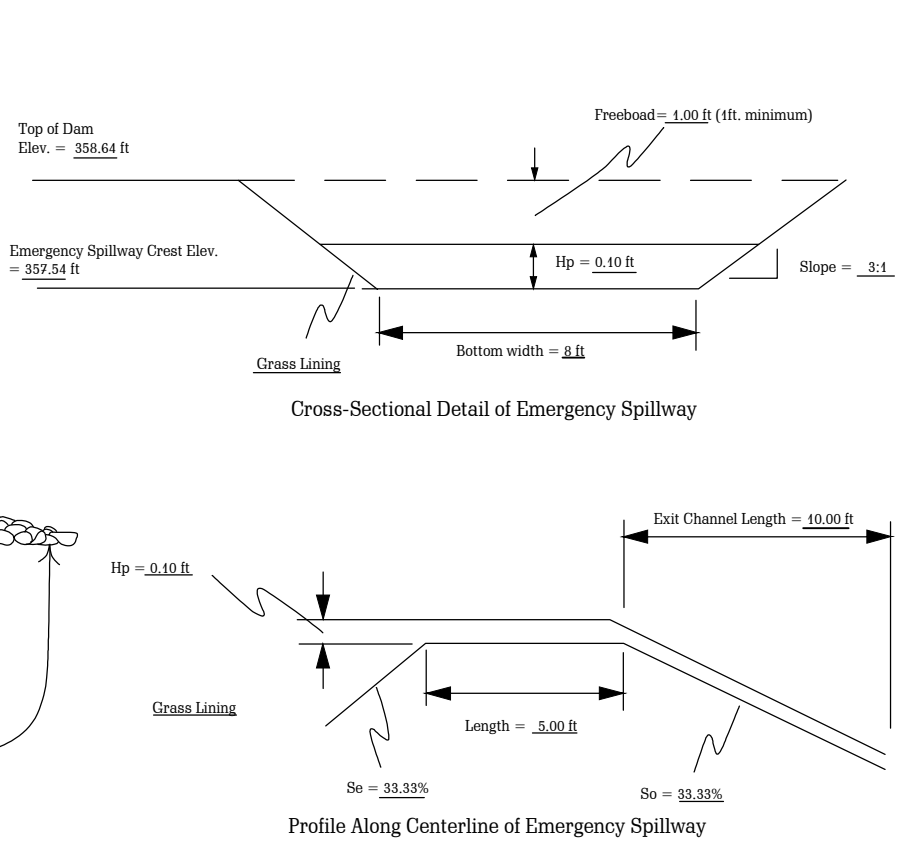 Freeboad= 1.00 ft (1ft. minimum)
Top of Dam
Elev. = 358.64 ft
Emergency Spillway Crest Elev.
= 357.54 ft
Hp = 0.10 ft
Slope = 3:1
Bottom width = 8 ft
Grass Lining
Cross-Sectional Detail of Emergency Spillway
Exit Channel Length = 10.00 ft
Hp = 0.10 ft
Grass Lining
Length = 5.00 ft
Se = 33.33%
So = 33.33%
Profile Along Centerline of Emergency Spillway